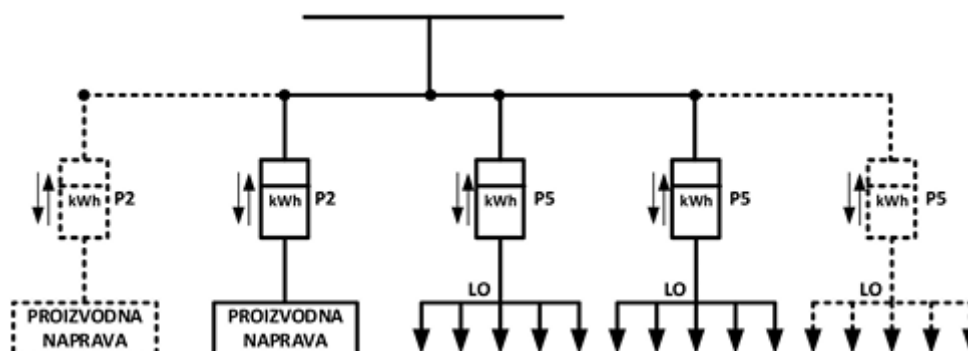 kWh P2 kWh P2 kWh P5 kWh P5 kWh P5
LO LO LO
PROIZVODNA PROIZVODNA
NAPRAVA NAPRAVA